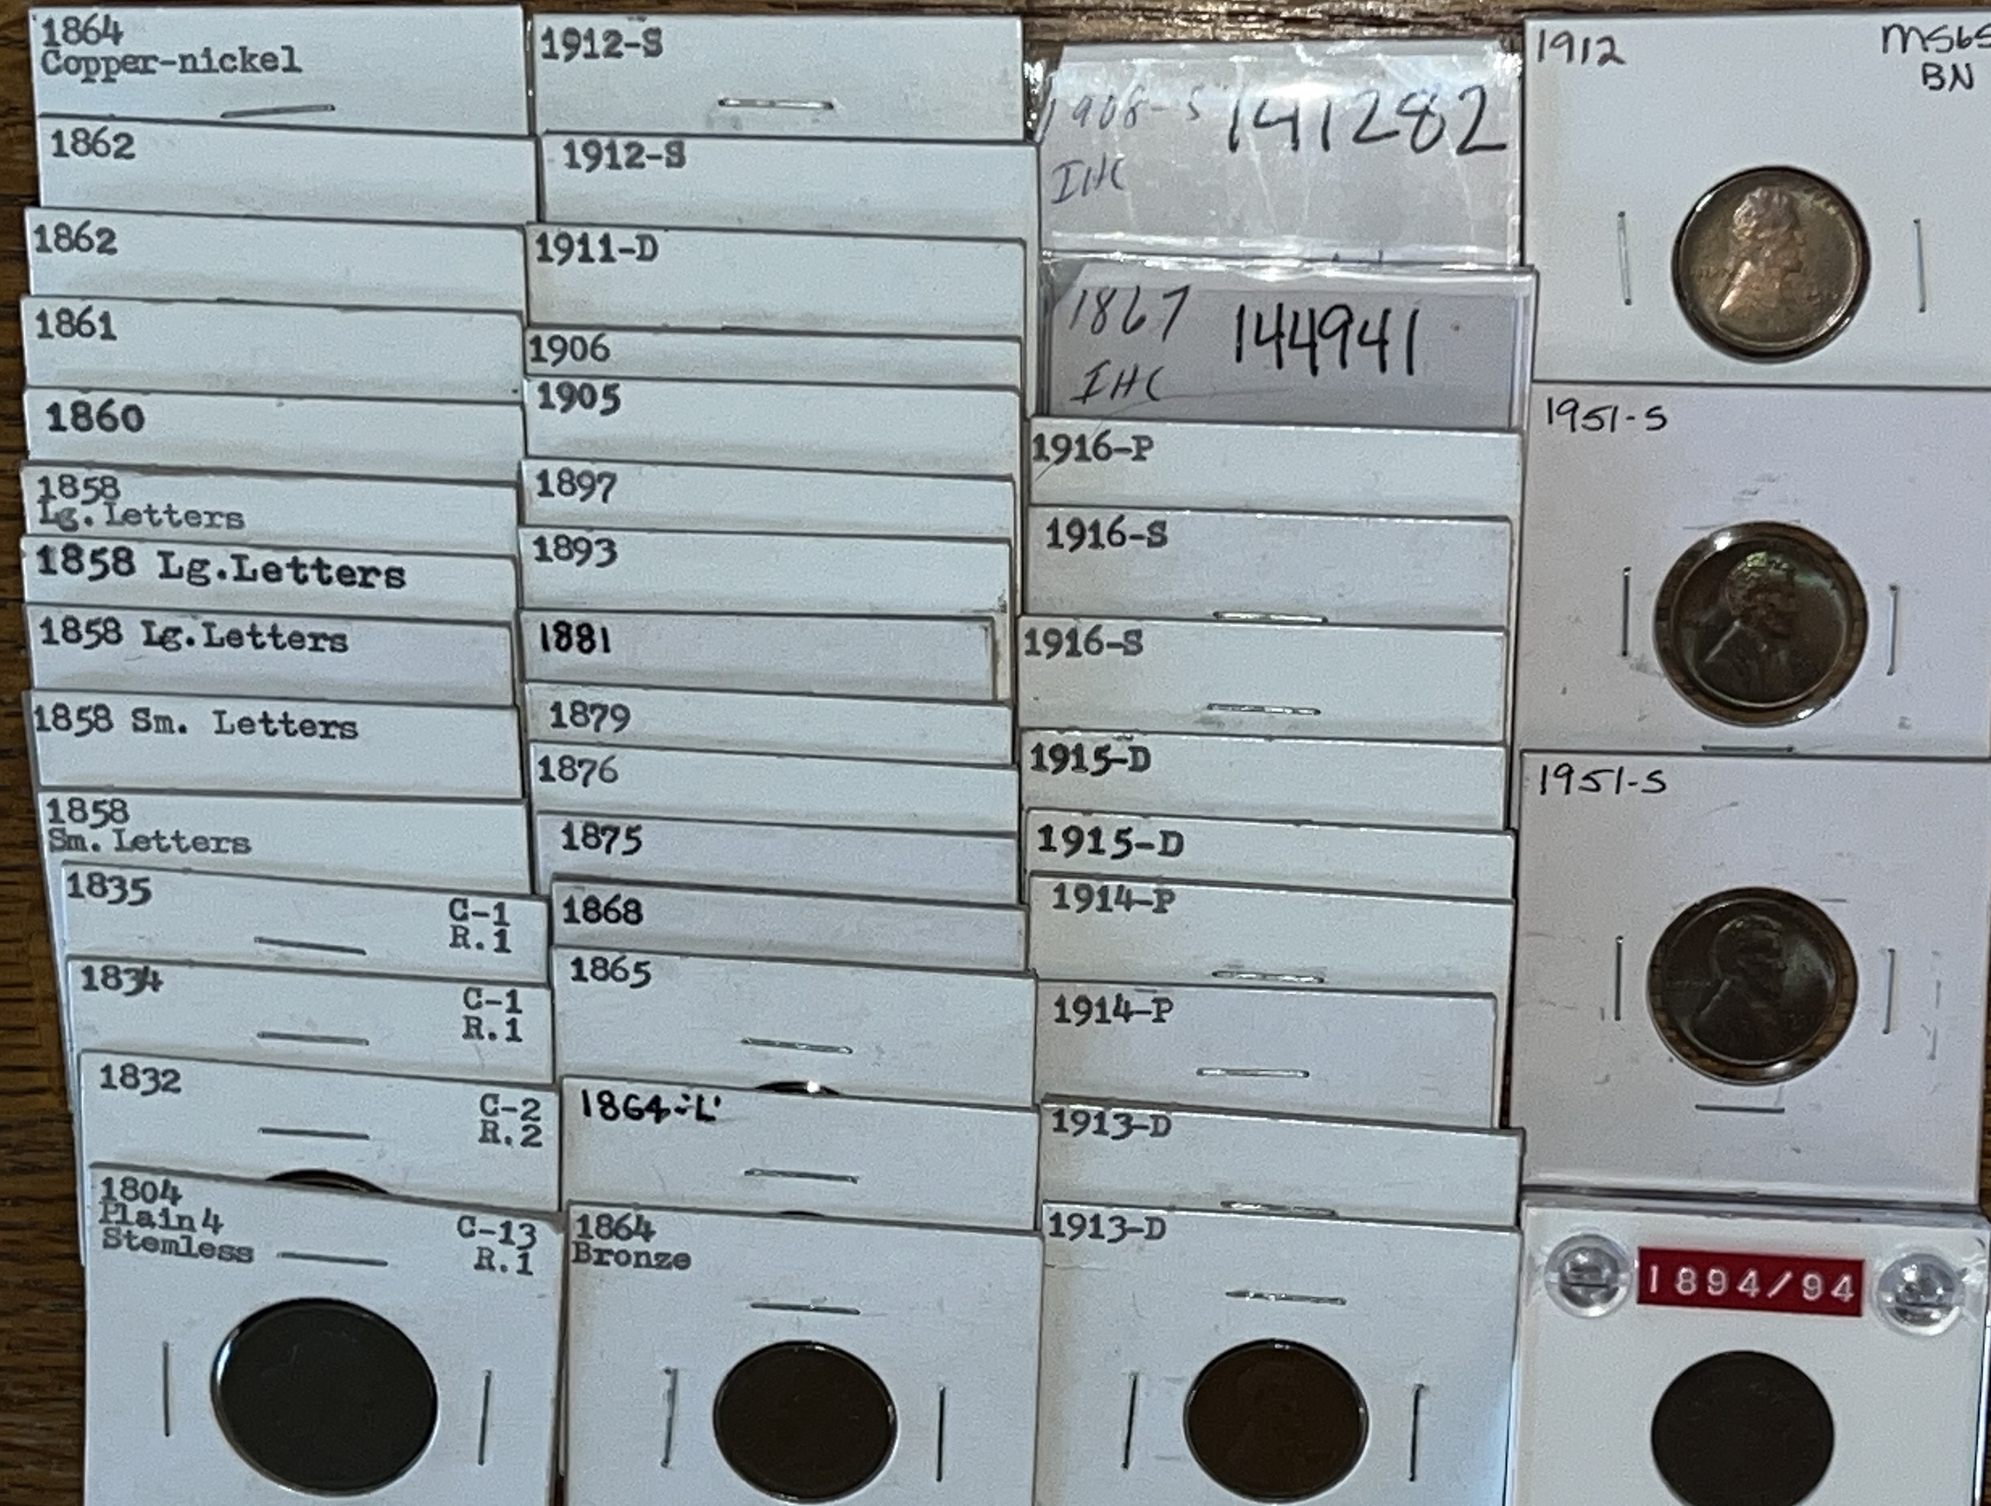 1864
Copper-nickel
1862
1862
1861
1860
1858
Lg. Letters
1858 Lg.Letters
1858 Lg.Letters
1858 Sm. Letters
1858
Sm. Letters
1835
C-1
R.1
1834
C-1
R.1
1832
C-2
R.2
1804
Plain 4
Stemless
C-13
R.1
1912-S
1912-S
1911-D
1906
1905
1897
1893
1881
1879
1876
1875
1868
1865
1864-'L'
1864
Bronze
1908-S 141282
IHC
1867 144941
IHC
1916-P
1916-S
1916-S
1915-D
1915-D
1914-P
1914-P
1913-D
1913-D
1912
MS65
BN
1951-S
1951-S
1894/94